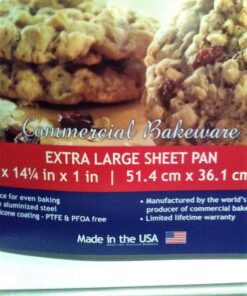 Commercial Bakeware
EXTRA LARGE SHEET PAN
x 14¼ in x 1 in | 51.4 cm x 36.1 cm
ce for even baking
aluminized steel
icone coating - PTFE & PFOA free
• Manufactured by the world's
producer of commercial bake
• Limited lifetime warranty
Made in the USA